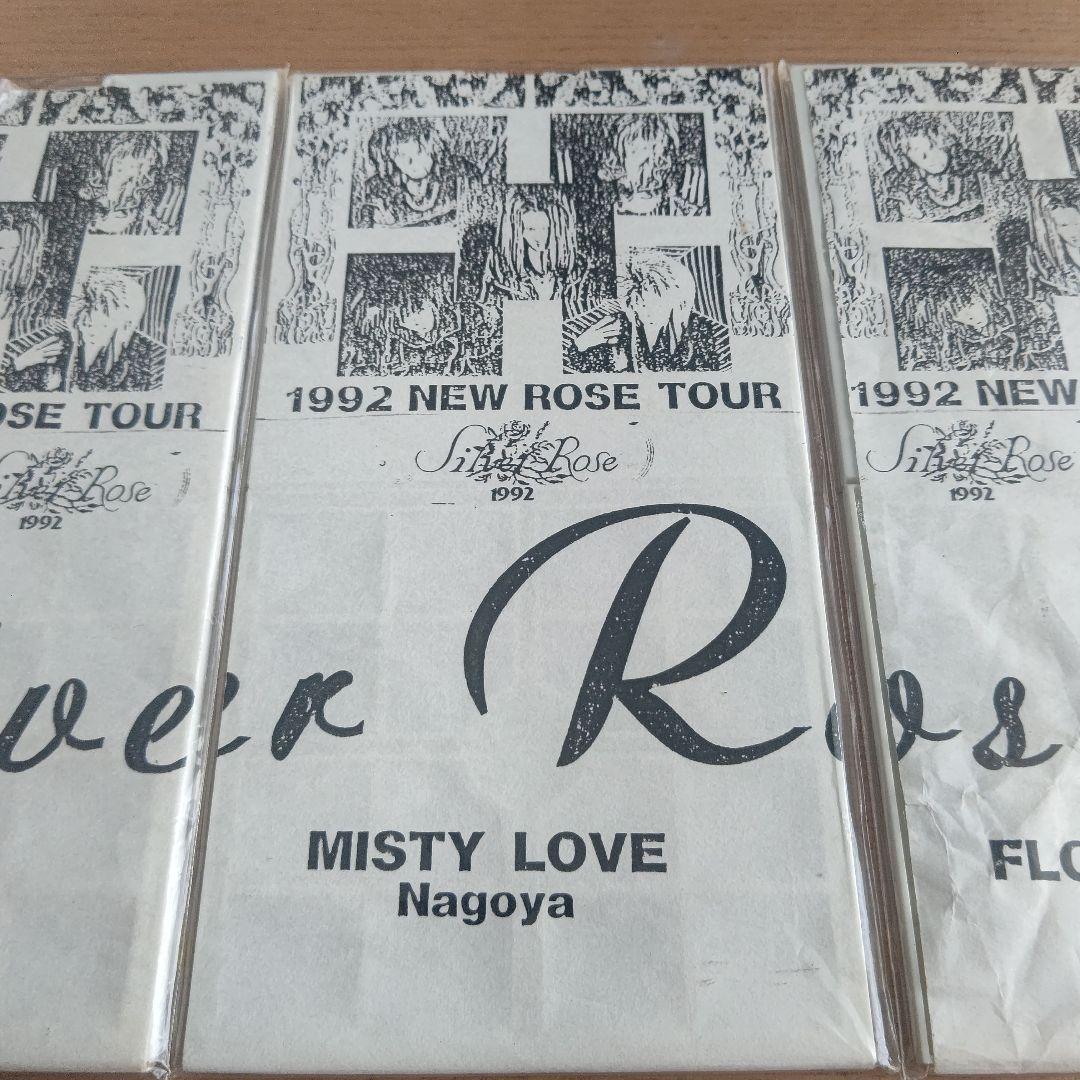 OSE TOUR
Silver Rose
1992
1992 NEW ROSE TOUR
Silver Rose
1992
1992 NEW
Silver Rose
1992
ver Ros
MISTY LOVE
Nagoya
FLO